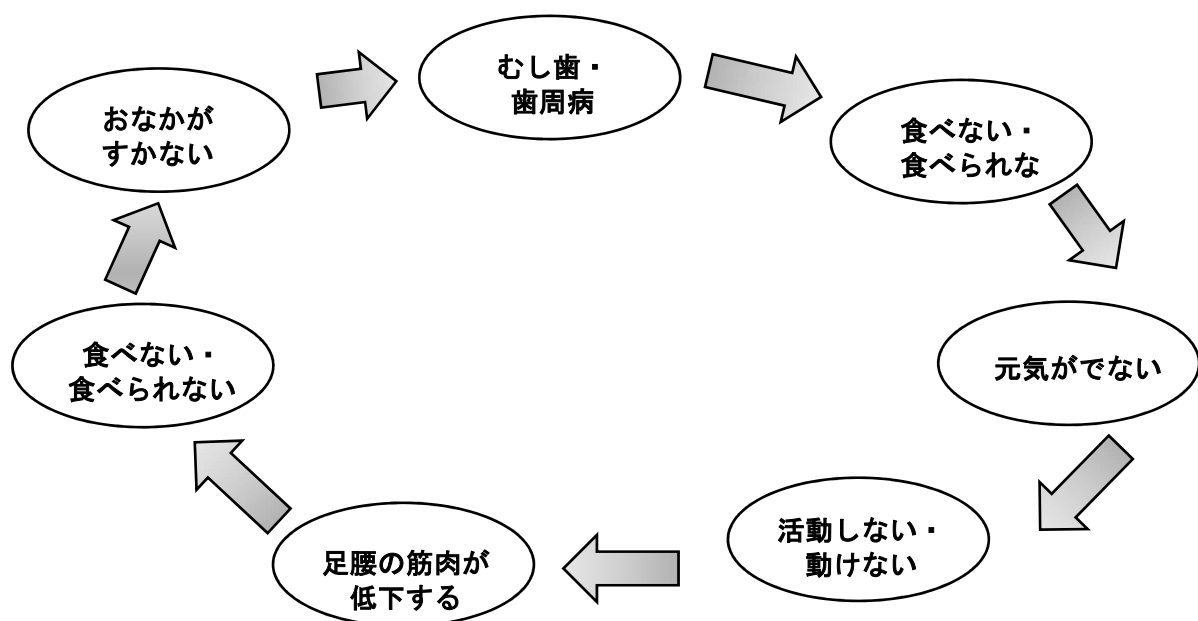 むし歯・
歯周病
食べない・
食べられな
元気がでない
活動しない・
動けない
足腰の筋肉が
低下する
食べない・
食べられない
おなかが
すかない